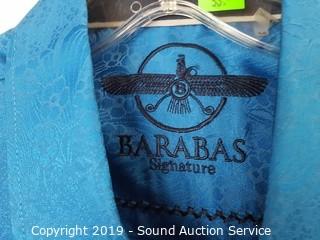 B
BARABAS
Signature
Copyright 2019 - Sound Auction Service